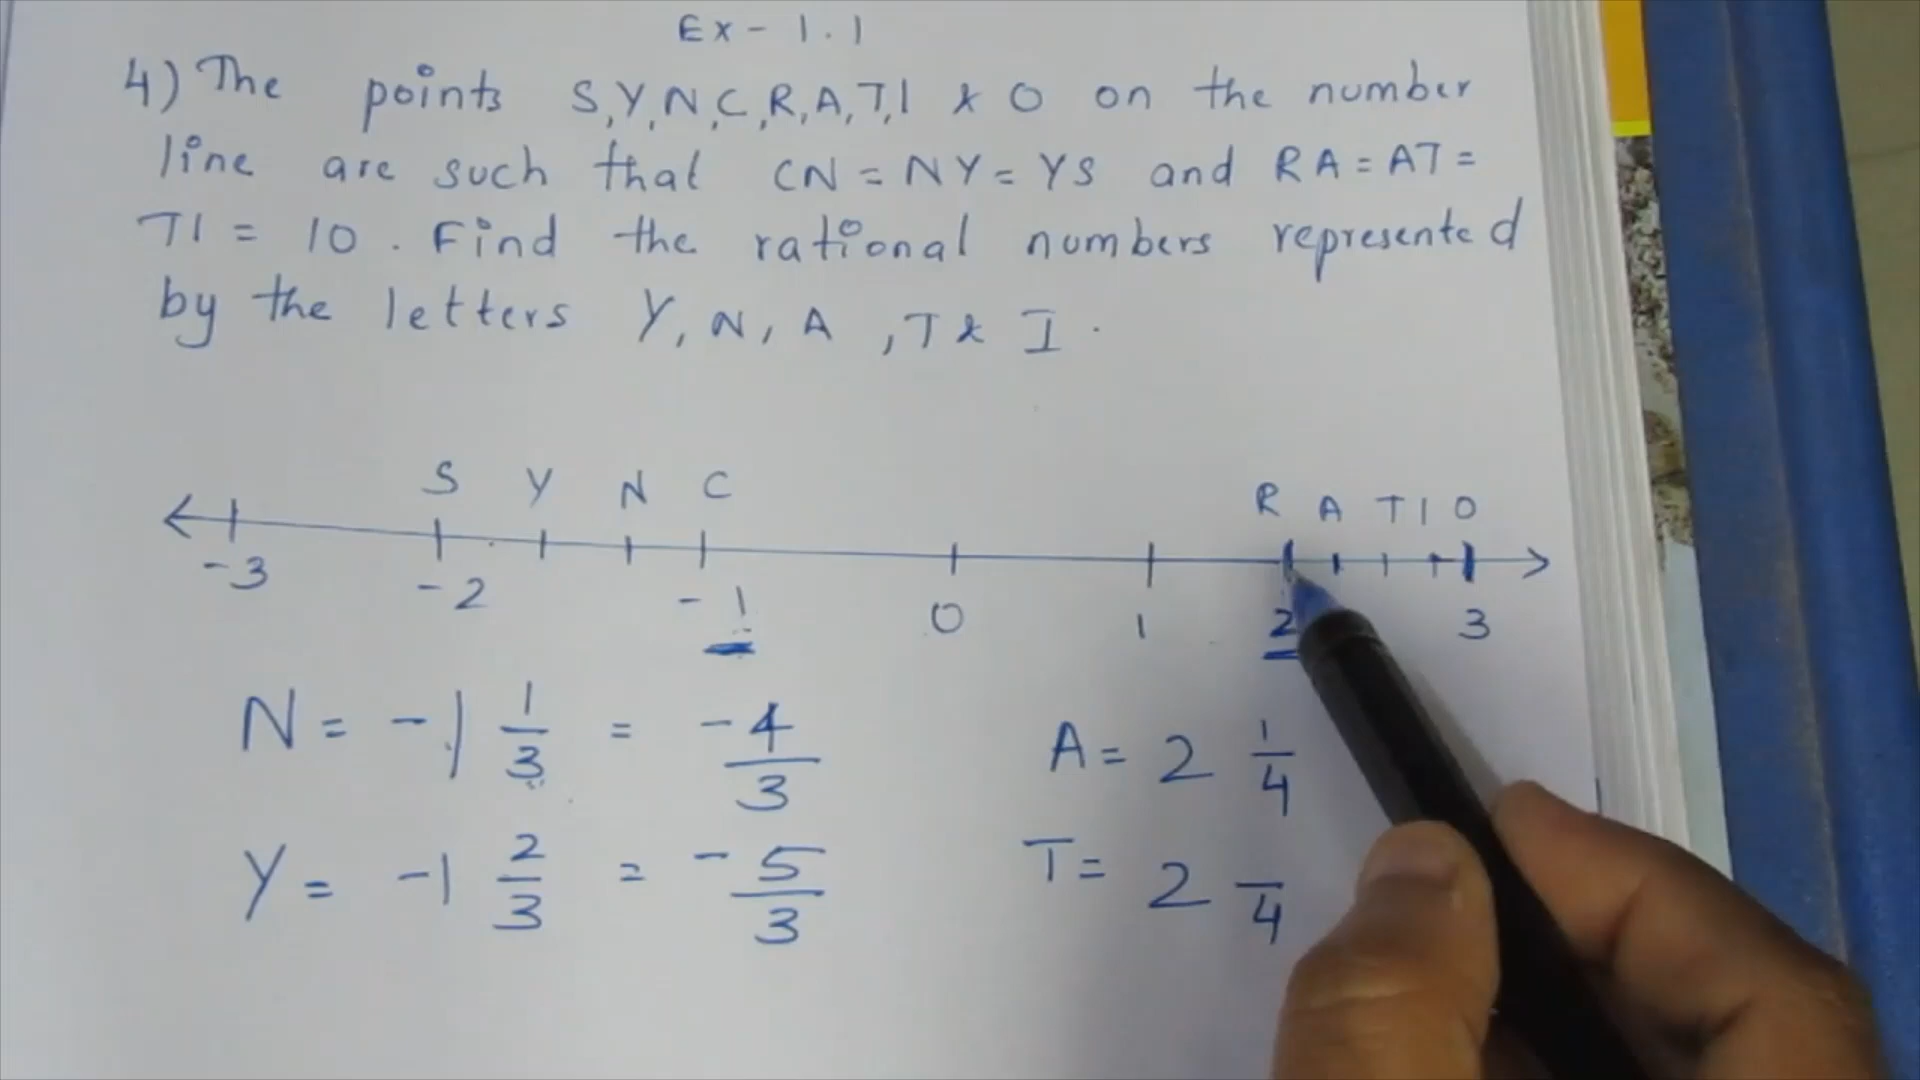 Ex - 1.1
4) The points S, Y, N, C, R, A, T, I & O on the number
line are such that CN = NY = YS and RA = AT =
TI = IO. Find the rational numbers represented
by the letters Y, N, A, T & I.
S Y N C R A T I O
-3 -2 -1 0 1 2 3
N = -1 1/3 = -4/3
A = 2 1/4
Y = -1 2/3 = -5/3
T = 2 /4